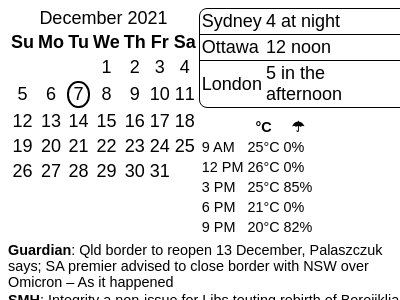 December 2021
Su Mo Tu We Th Fr Sa
1 2 3 4
5 6 7 8 9 10 11
12 13 14 15 16 17 18
19 20 21 22 23 24 25
26 27 28 29 30 31
Sydney 4 at night
Ottawa 12 noon
London 5 in the
afternoon
°C ☂
9 AM 25°C 0%
12 PM 26°C 0%
3 PM 25°C 85%
6 PM 21°C 0%
9 PM 20°C 82%
Guardian: Qld border to reopen 13 December, Palaszczuk
says; SA premier advised to close border with NSW over
Omicron – As it happened
SMH: Integrity a non-issue for Libs touting rebirth of Berejiklia